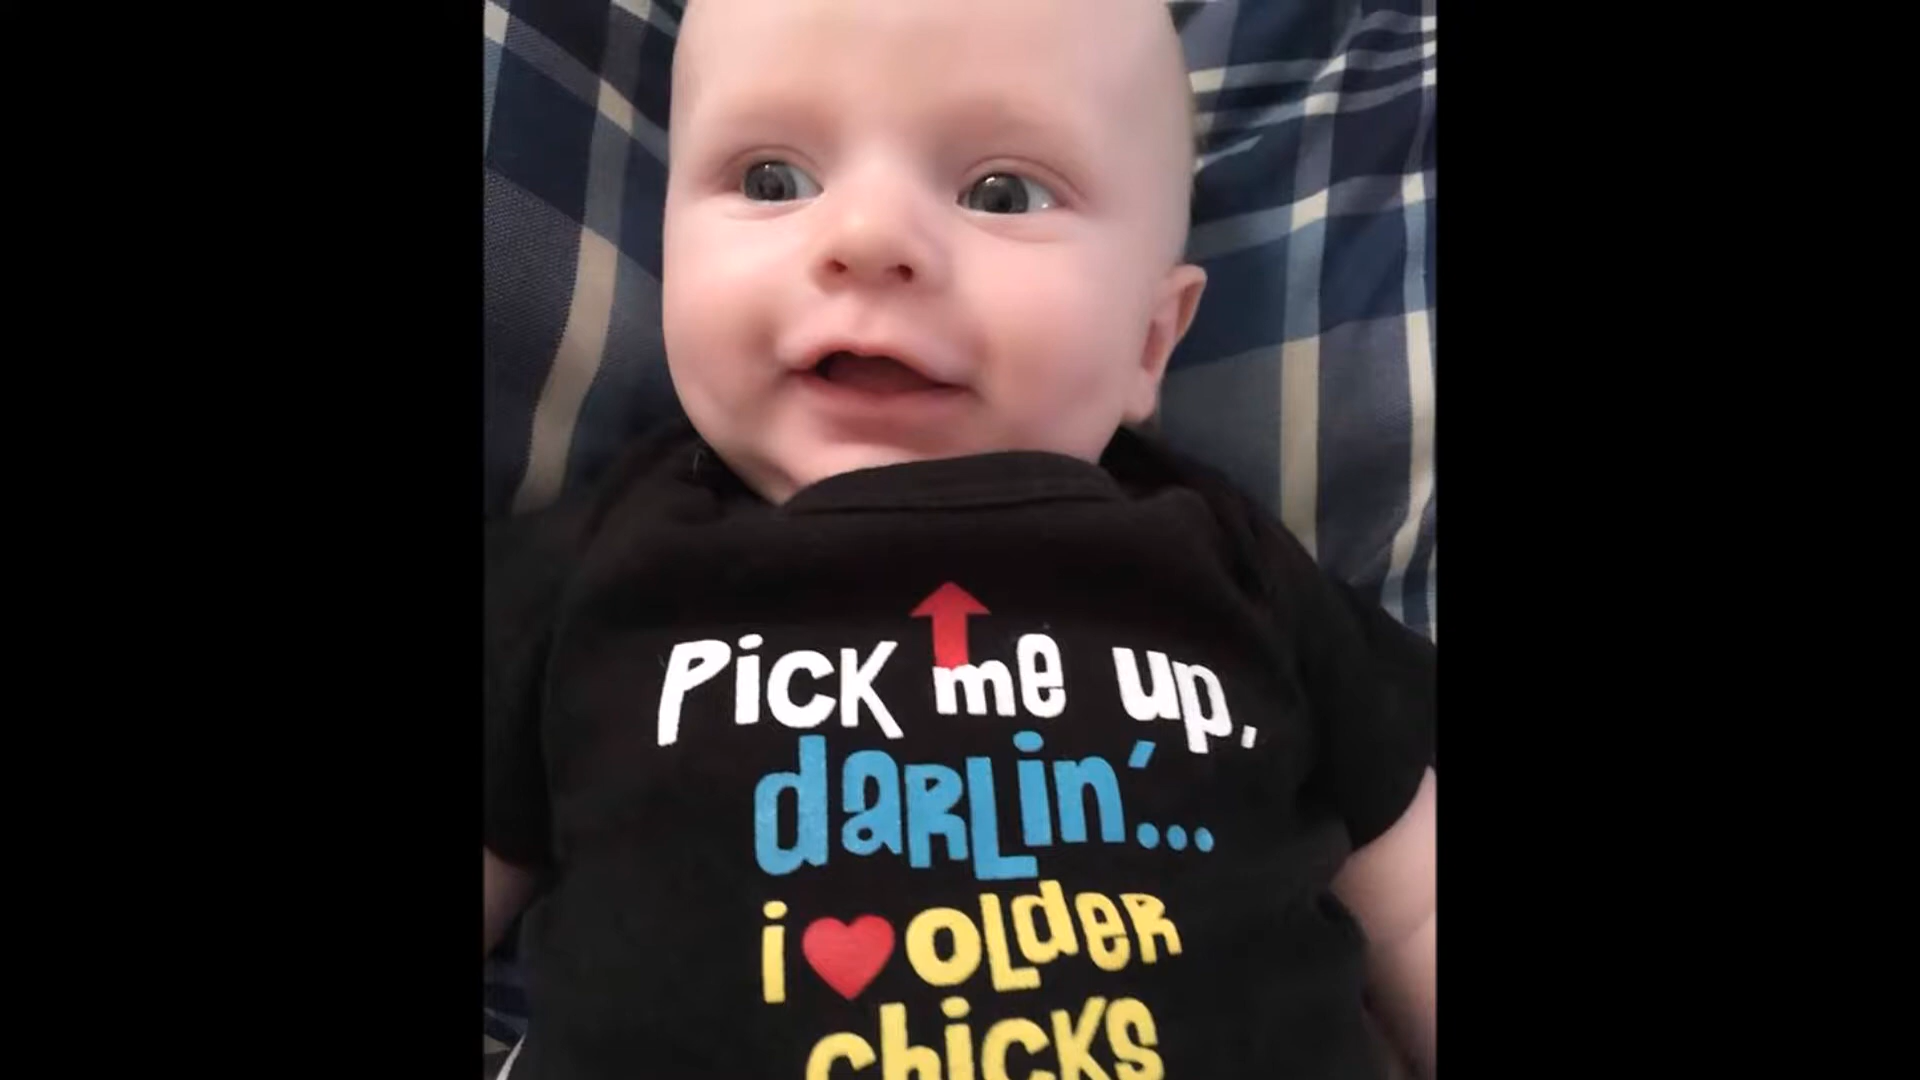 Pick me up,
darlin'...
i ♥ older
chicks